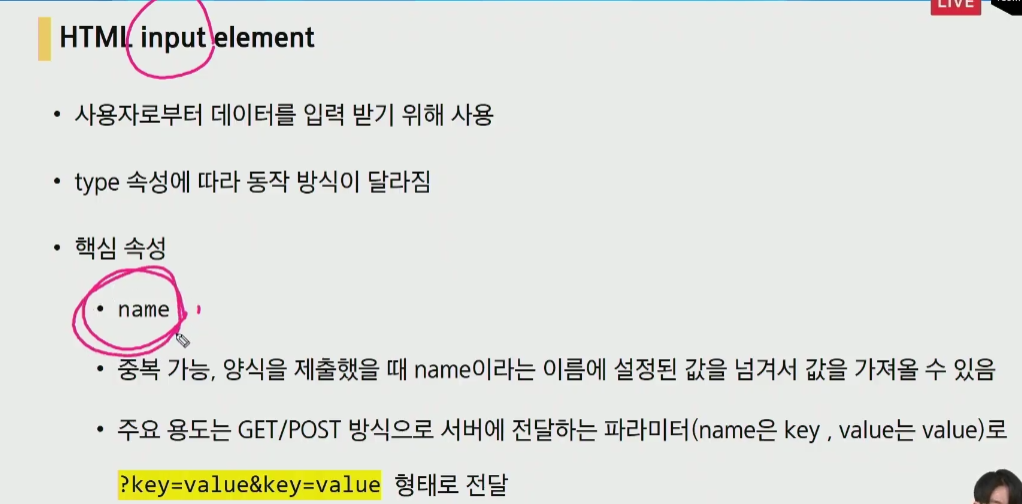 LIVE
HTML input element
• 사용자로부터 데이터를 입력 받기 위해 사용
• type 속성에 따라 동작 방식이 달라짐
• 핵심 속성
• name
• 중복 가능, 양식을 제출했을 때 name이라는 이름에 설정된 값을 넘겨서 값을 가져올 수 있음
• 주요 용도는 GET/POST 방식으로 서버에 전달하는 파라미터(name은 key , value는 value)로
?key=value&key=value 형태로 전달